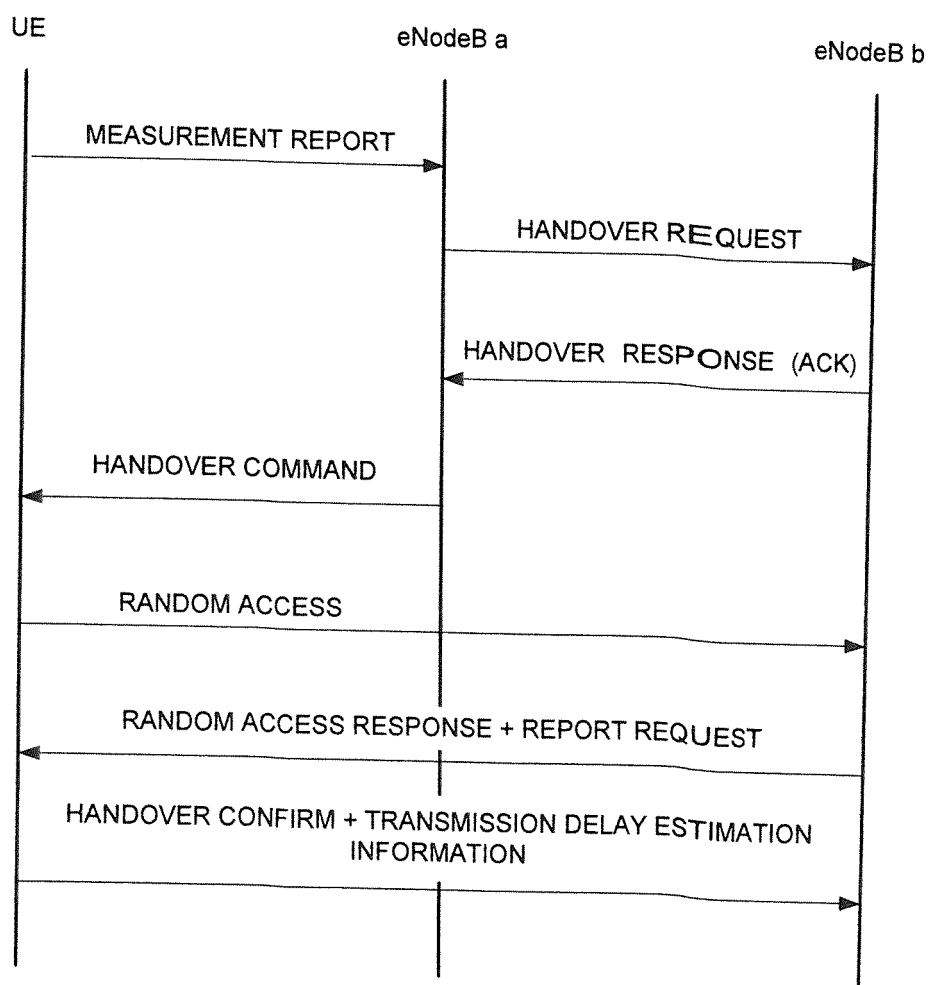 UE
eNodeB a
eNodeB b
MEASUREMENT REPORT
HANDOVER REQUEST
HANDOVER RESPONSE (ACK)
HANDOVER COMMAND
RANDOM ACCESS
RANDOM ACCESS RESPONSE + REPORT REQUEST
HANDOVER CONFIRM + TRANSMISSION DELAY ESTIMATION
INFORMATION